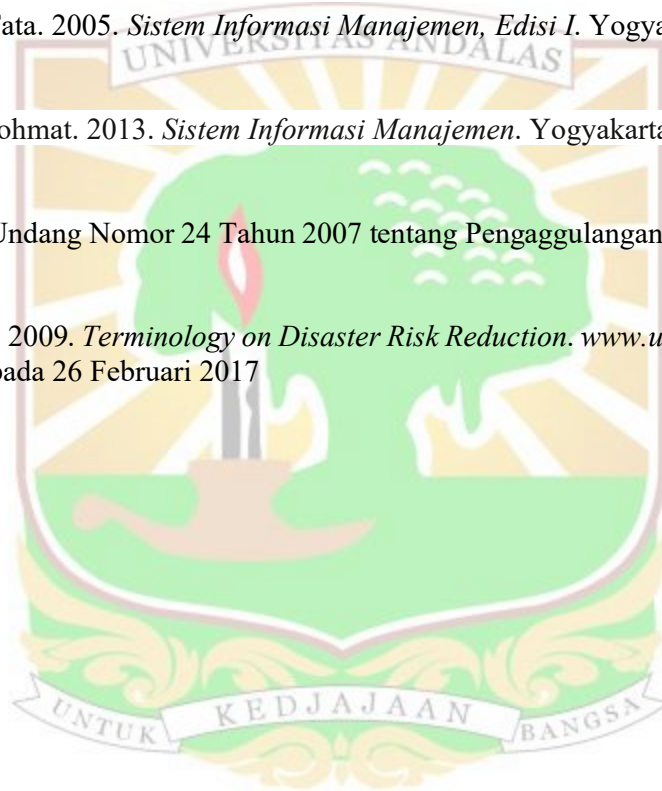 ata. 2005. Sistem Informasi Manajemen, Edisi I. Yogya
UNIVERSITAS ANDALAS
ohmat. 2013. Sistem Informasi Manajemen. Yogyakarta
Undang Nomor 24 Tahun 2007 tentang Pengaggulangan
2009. Terminology on Disaster Risk Reduction. www.u
pada 26 Februari 2017
UNTUK KEDJAJAAN BANGSA